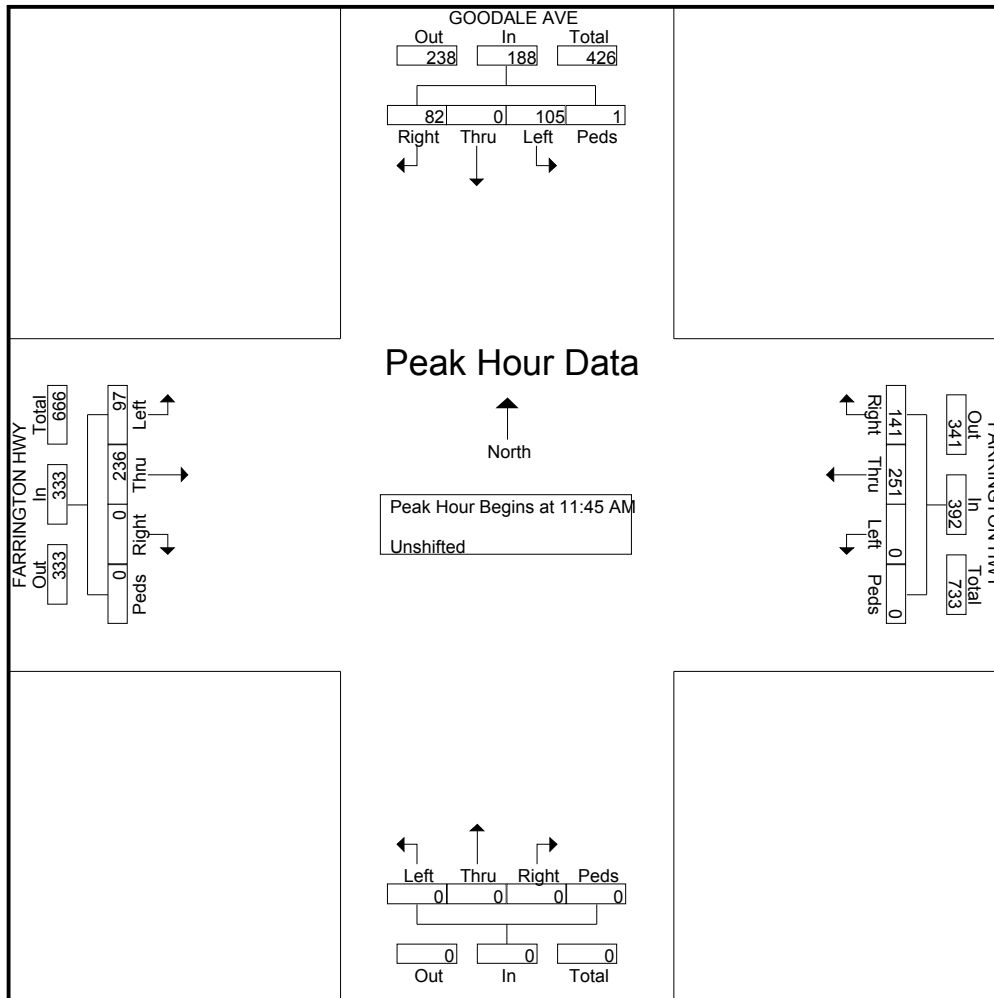 GOODALE AVE
Out In Total
238 188 426
82 0 105 1
Right Thru Left Peds
Peak Hour Data
North
Peak Hour Begins at 11:45 AM
Unshifted
FARRINGTON HWY
Total In Out
666 333 333
97 236 0 0
Left Thru Right Peds
Right Thru Left Peds
141 251 0 0
Out In Total
341 392 733
FARRINGTON HWY
Left Thru Right Peds
0 0 0 0
0 0 0
Out In Total